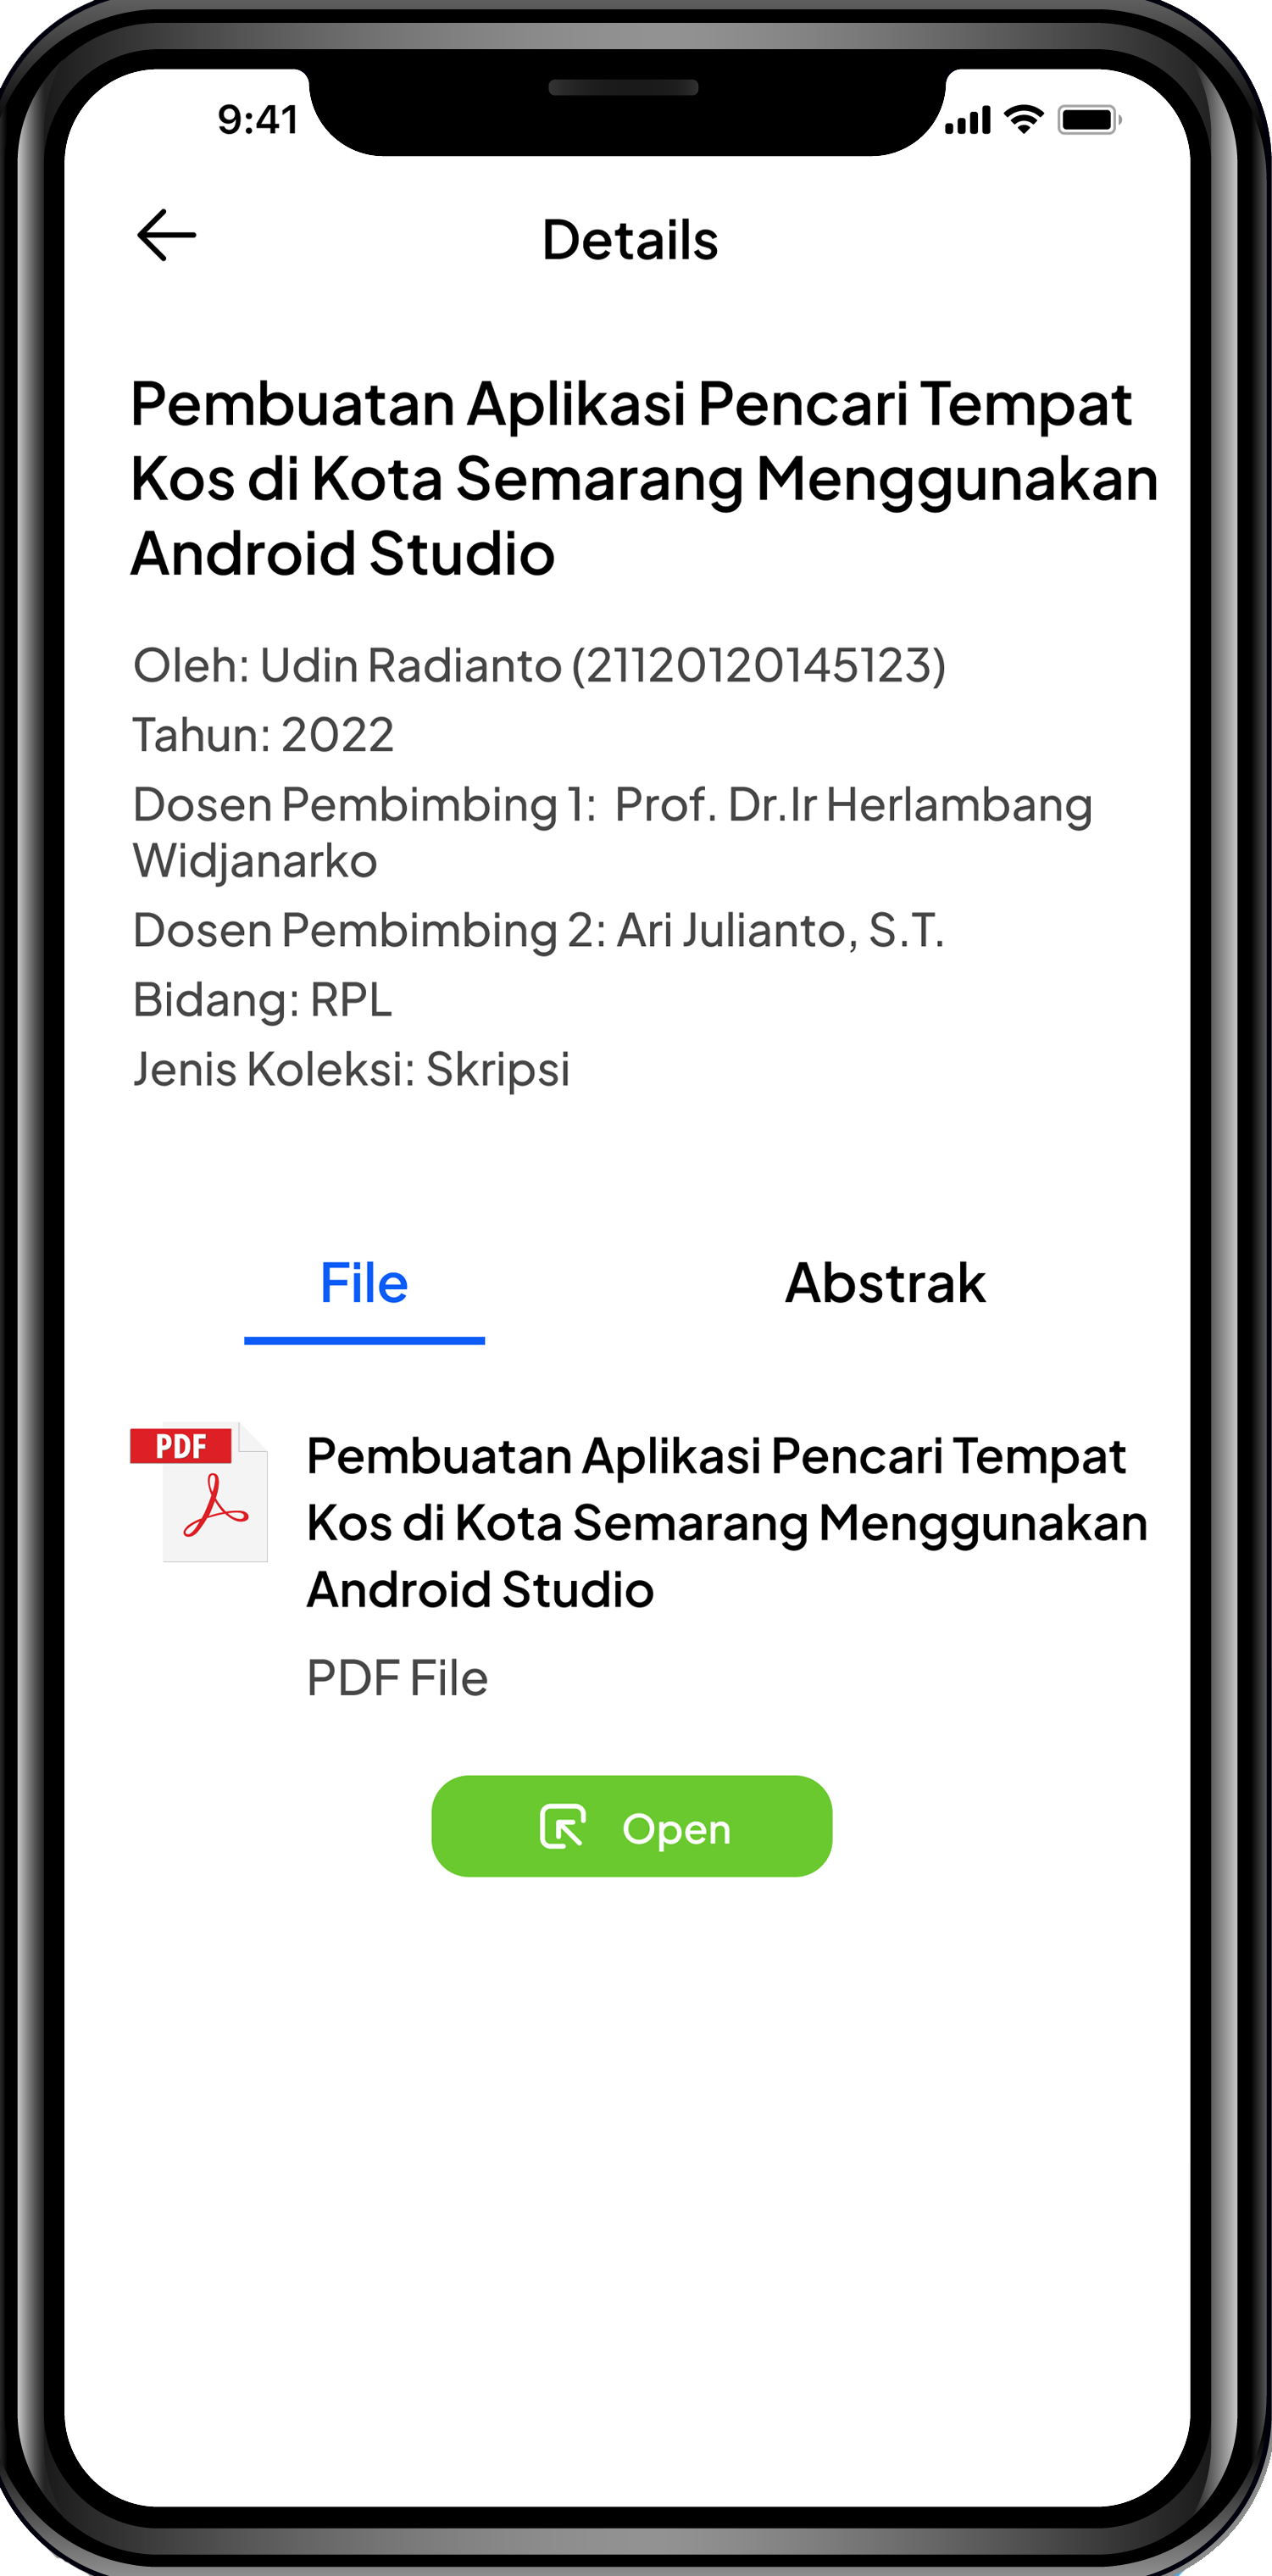 9:41
Details
Pembuatan Aplikasi Pencari Tempat
Kos di Kota Semarang Menggunakan
Android Studio
Oleh: Udin Radianto (21120120145123)
Tahun: 2022
Dosen Pembimbing 1:  Prof. Dr.Ir Herlambang
Widjanarko
Dosen Pembimbing 2: Ari Julianto, S.T.
Bidang: RPL
Jenis Koleksi: Skripsi
File
Abstrak
PDF
Pembuatan Aplikasi Pencari Tempat
Kos di Kota Semarang Menggunakan
Android Studio
PDF File
Open